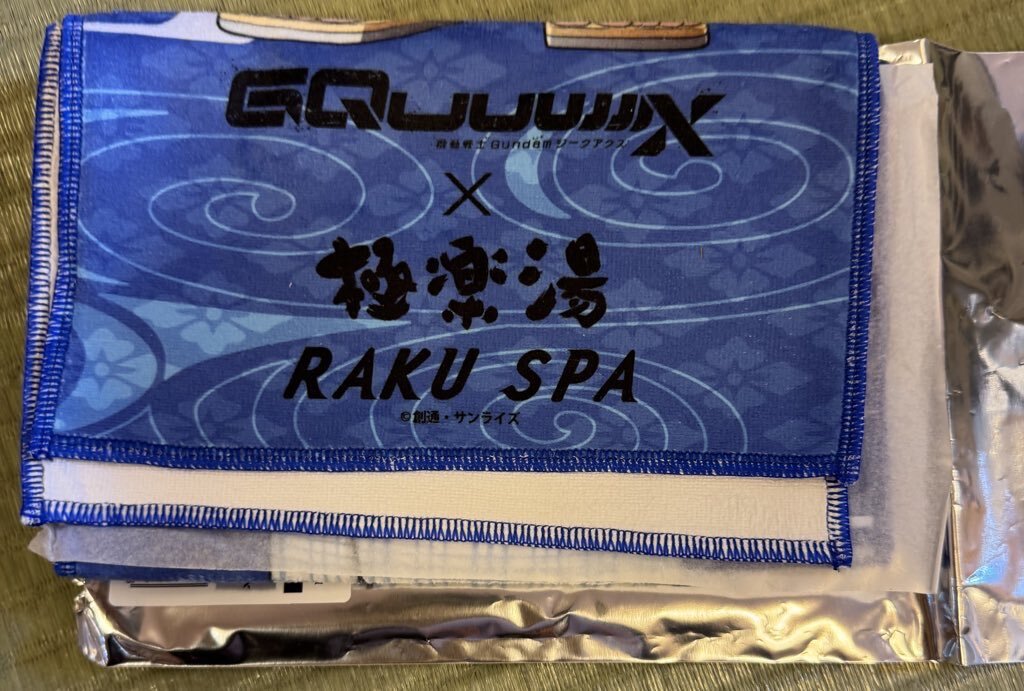 GQuuuuuuX
機動戦士Gundam ジークアクス
×
極楽湯
RAKU SPA
©創通・サンライズ